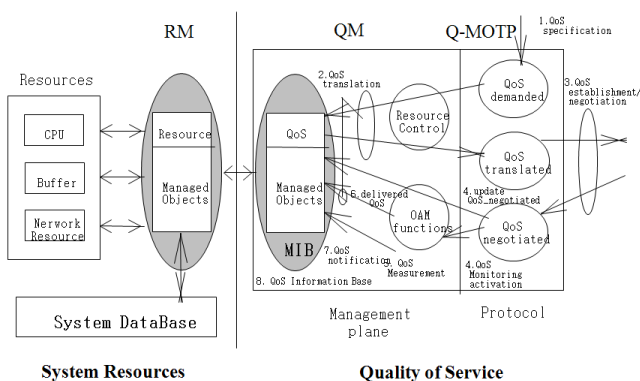 RM
QM
Q-MOTP
1.QoS
specification
Resources
CPU
Buffer
Nerwork
Resource
Resource
Managed
Objects
System DataBase
System Resources
2.QoS
translation
QoS
Managed
Objects
MIB
Resource
Control
6.delivered
QoS
OAM
functions
7.QoS
notification
5.QoS
Measurement
8. QoS Information Base
Management
plane
QoS
demanded
QoS
translated
4.update
QoS_negotiated
QoS
negotiated
4.QoS
Monitoring
activation
Protocol
3.QoS
establishment/
negotiation
Quality of Service